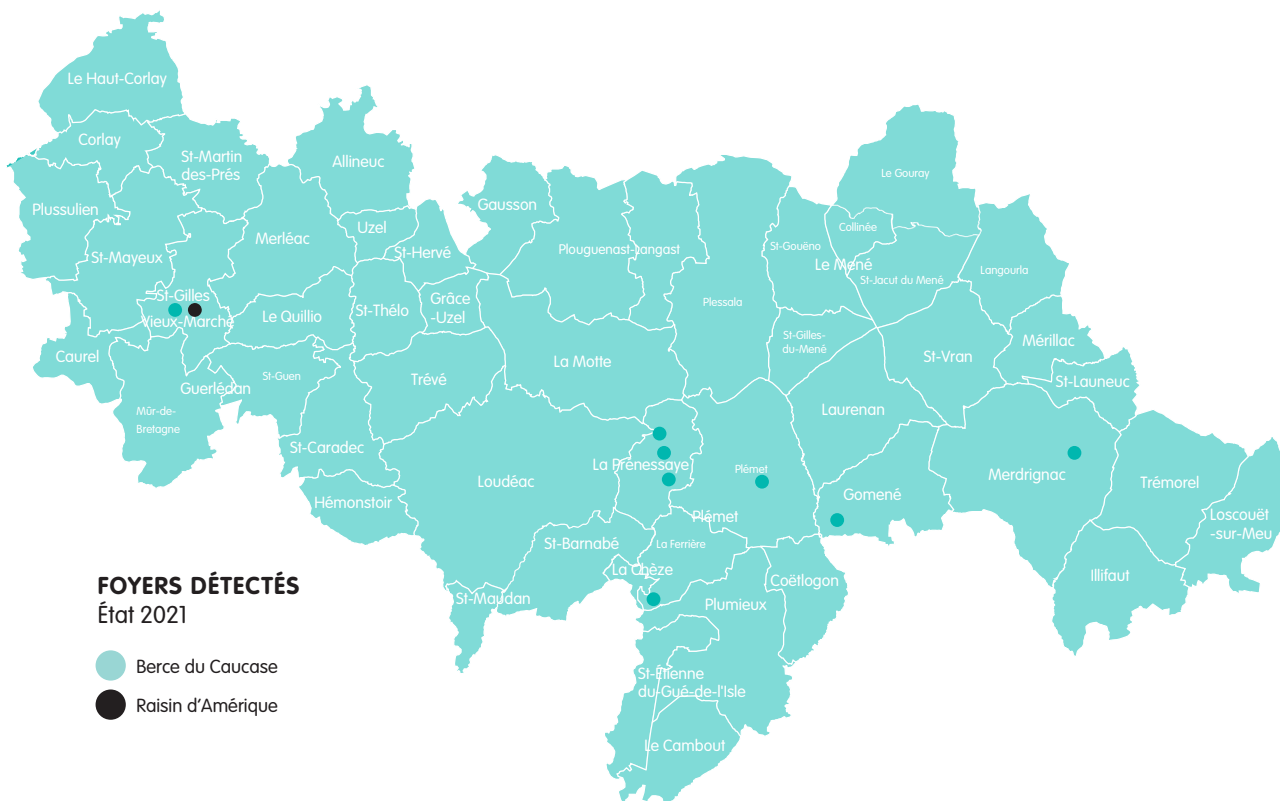 Le Haut-Corlay
Corlay
St-Martin
des-Prés
Allineuc
Plussulien
St-Mayeux
Merléac
Uzel
St-Hervé
Gausson
Plouguenast-Langast
Plessala
Le Gouray
Collinée
St-Gouëno
Le Mené
St-Jacut du Mené
Langourla
St-Gilles
Vieux-Marché
Le Quillio
St-Thélo
Grâce
-Uzel
Caurel
St-Guen
Guerlédan
Mûr-de-
Bretagne
Trévé
La Motte
St-Gilles-
du-Mené
St-Vran
Mérillac
St-Launeuc
Laurenan
St-Caradec
Hémonstoir
Loudéac
La Prénessaye
Plémet
Plémet
Gomené
Merdrignac
Trémorel
Loscouët
-sur-Meu
Illifaut
St-Barnabé
La Ferrière
La Chèze
Coëtlogon
St-Maudan
Plumieux
St-Étienne
du-Gué-de-l'Isle
Le Cambout
FOYERS DÉTECTÉS
État 2021
Berce du Caucase
Raisin d'Amérique